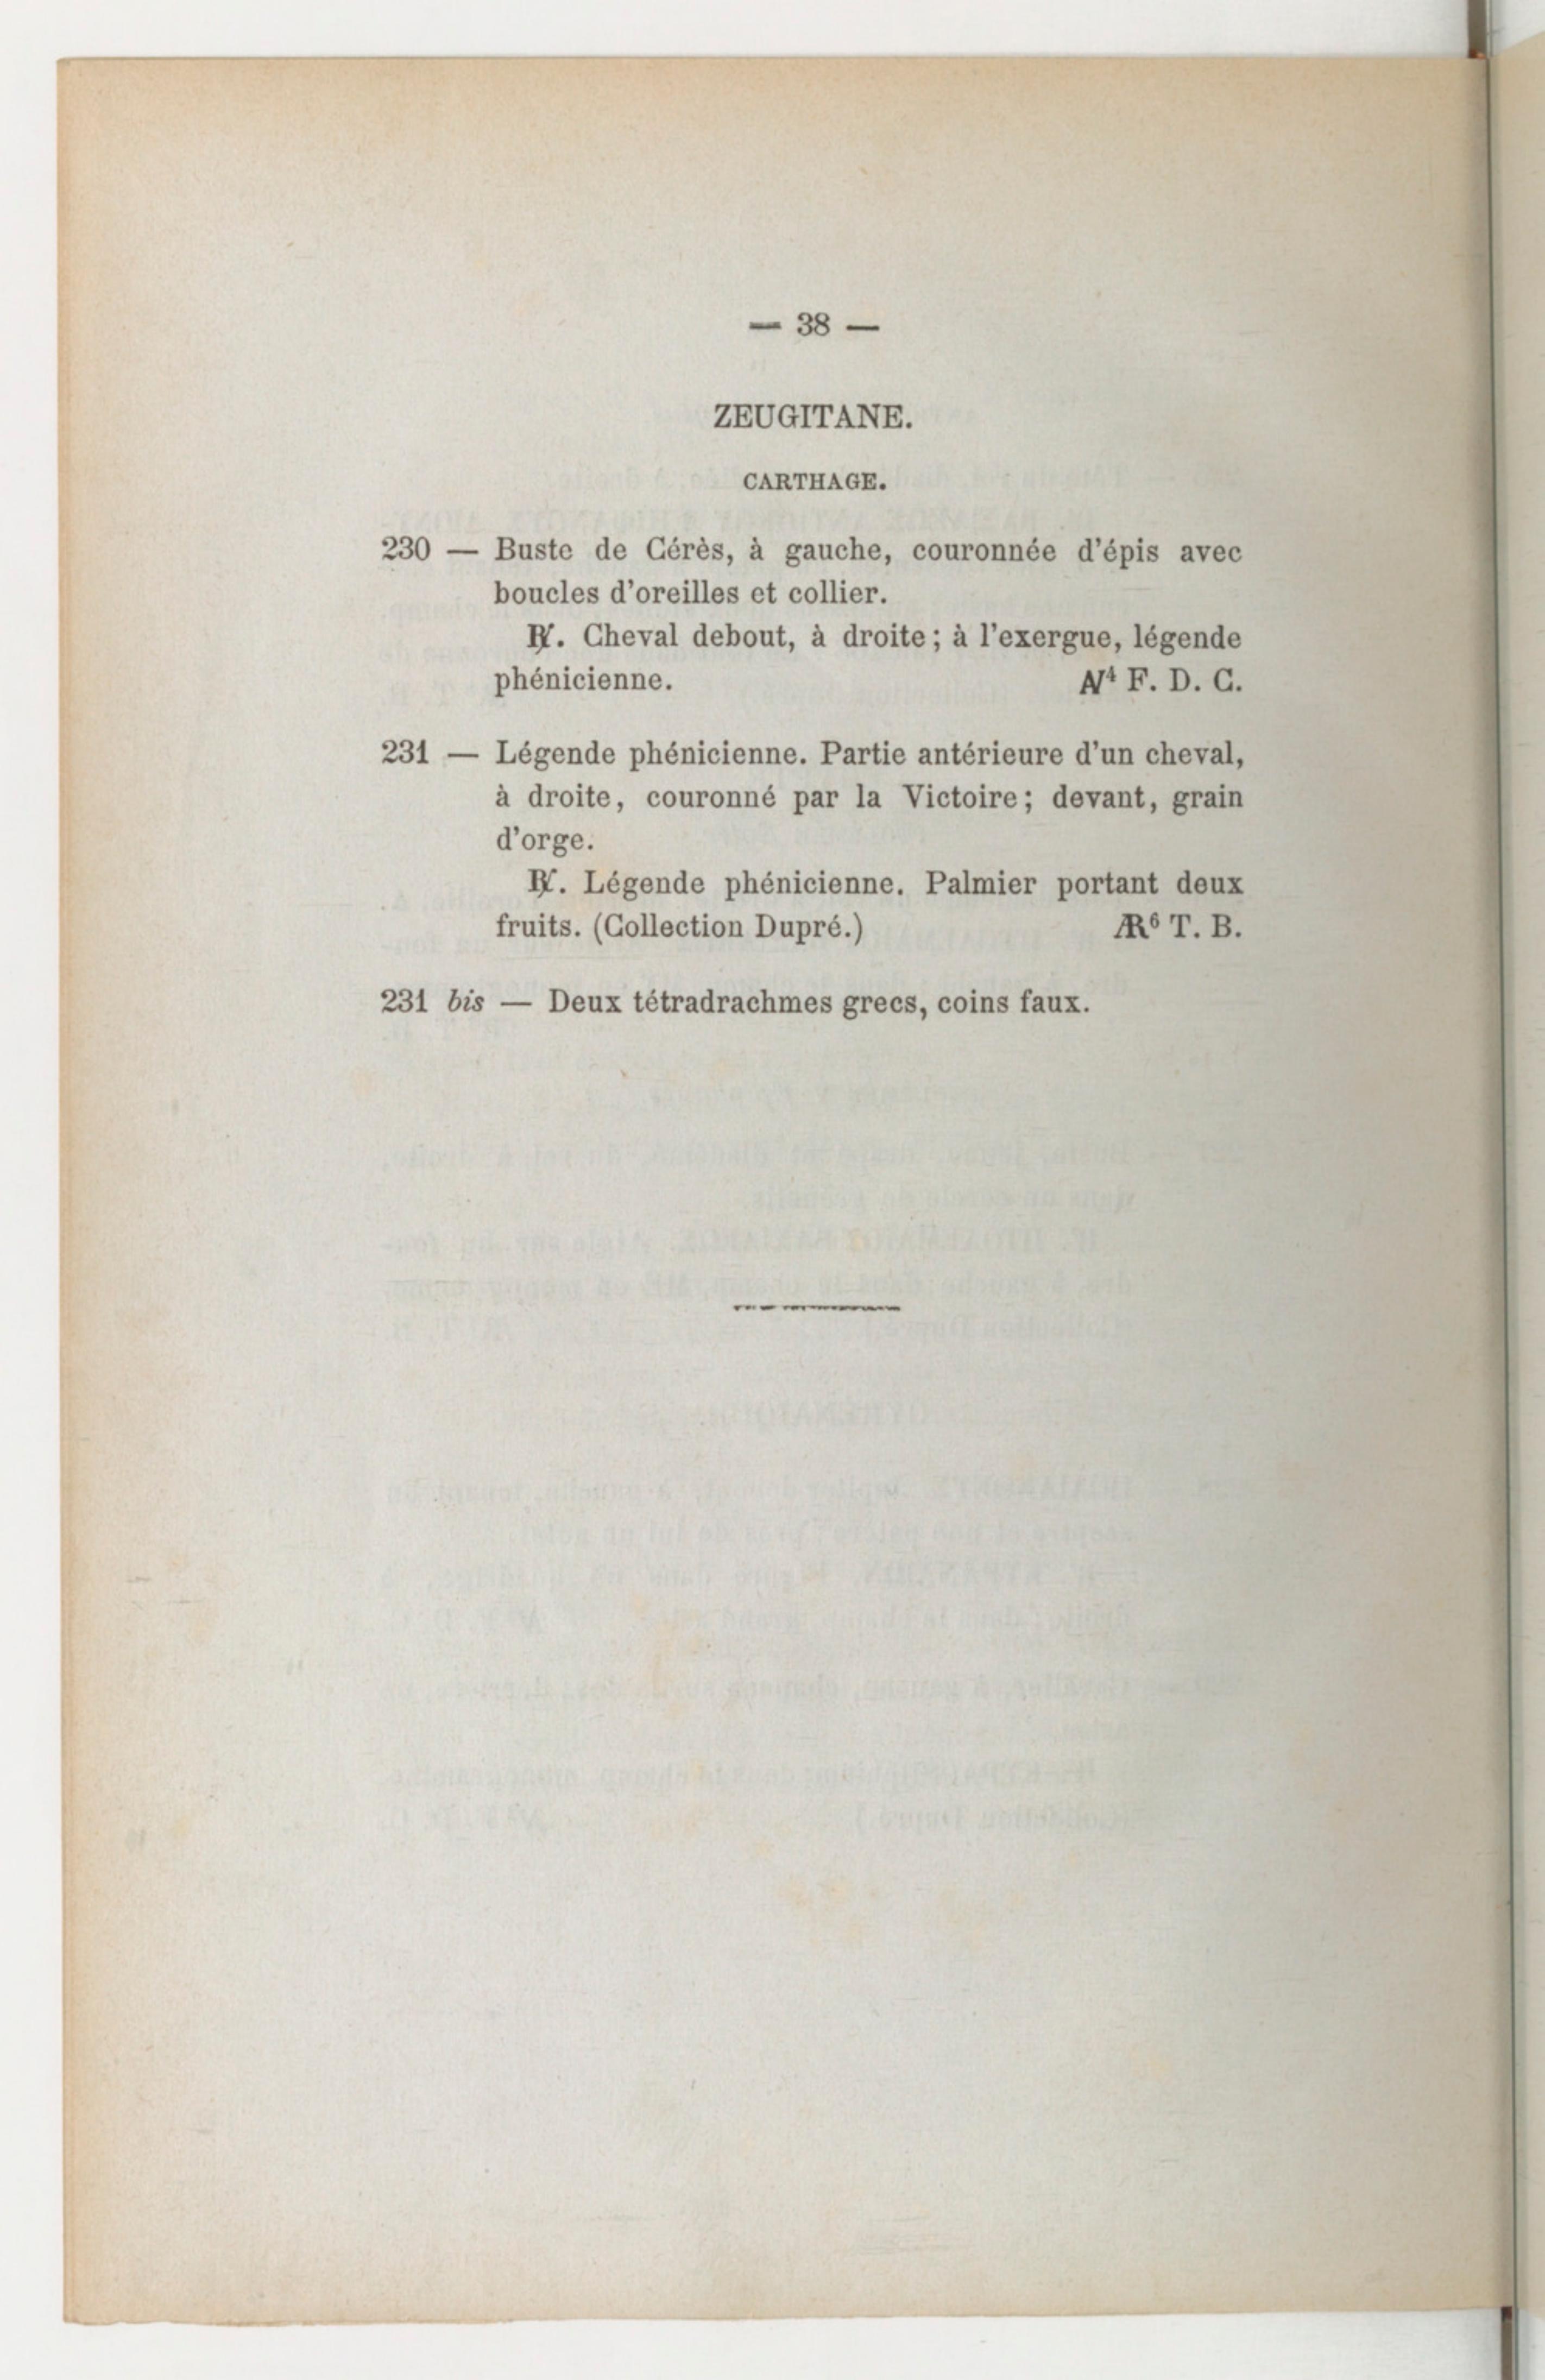 — 38 —
ZEUGITANE.
CARTHAGE.
230 — Buste de Cérès, à gauche, couronnée d'épis avec
boucles d'oreilles et collier.
℟. Cheval debout, à droite; à l'exergue, légende
phénicienne. N⁴ F. D. C.
231 — Légende phénicienne. Partie antérieure d'un cheval,
à droite, couronné par la Victoire; devant, grain
d'orge.
℟. Légende phénicienne. Palmier portant deux
fruits. (Collection Dupré.) ÆR⁶ T. B.
231 bis — Deux tétradrachmes grecs, coins faux.